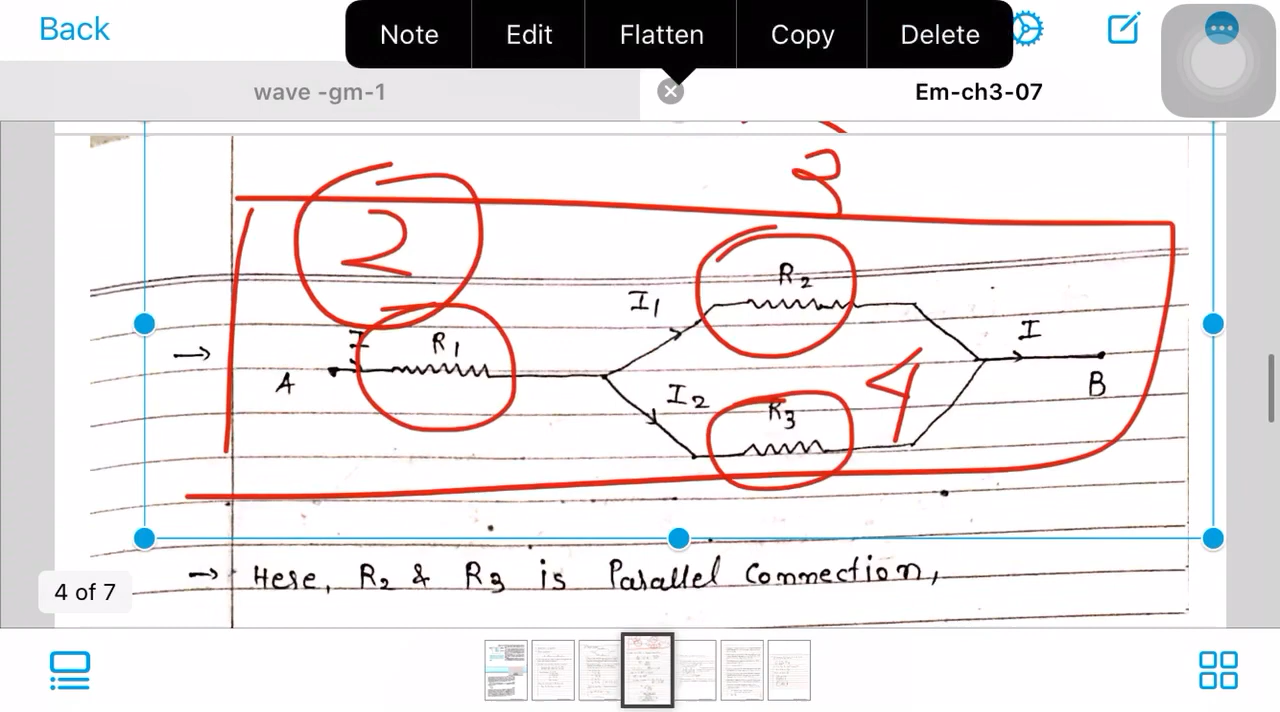 Back
Note Edit Flatten Copy Delete
wave -gm-1
Em-ch3-07
3
2
R2
I1
I
I
R1
A
I2
4
B
R3
→ Here, R2 & R3 is Parallel Connection,
4 of 7